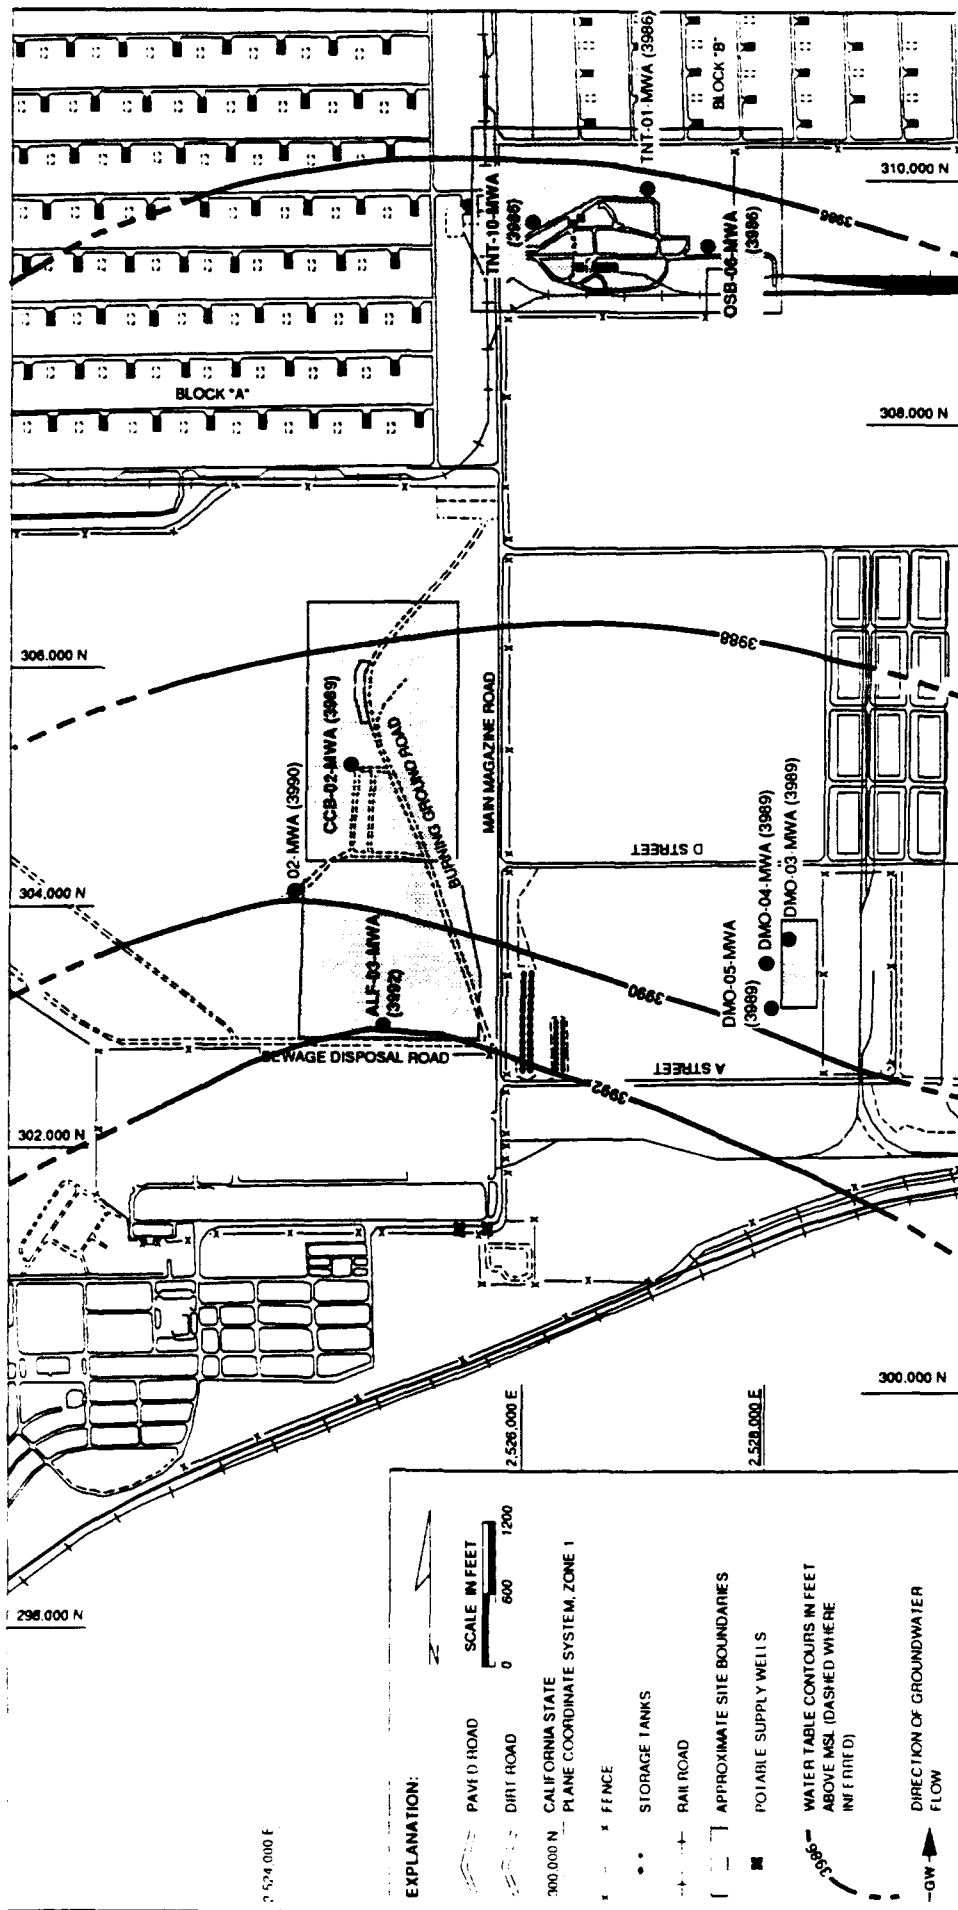 TNT-01-MWA (3986)
BLOCK "B"
310.000 N
TNT-10-MWA
(3986)
3986
OSB-06-MWA
(3986)
BLOCK "A"
308.000 N
306.000 N
3988
CCB-02-MWA (3989)
MAIN MAGAZINE ROAD
BURNING GROUND ROAD
02-MWA (3990)
304.000 N
D STREET
DMO-04-MWA (3989)
DMO-03-MWA (3989)
DMO-05-MWA
(3989)
ALF-03-MWA
(3992)
3990
SEWAGE DISPOSAL ROAD
A STREET
3992
302.000 N
300.000 N
2,526,000 E
2,528,000 E
298.000 N
2,524,000 E
EXPLANATION:
SCALE IN FEET
0 600 1200
PAVED ROAD
DIRT ROAD
300.000 N CALIFORNIA STATE
PLANE COORDINATE SYSTEM, ZONE 1
x x FENCE
STORAGE TANKS
RAILROAD
APPROXIMATE SITE BOUNDARIES
POTABLE SUPPLY WELLS
3986
WATER TABLE CONTOURS IN FEET
ABOVE MSL (DASHED WHERE
INFERRED)
GW DIRECTION OF GROUNDWATER
FLOW